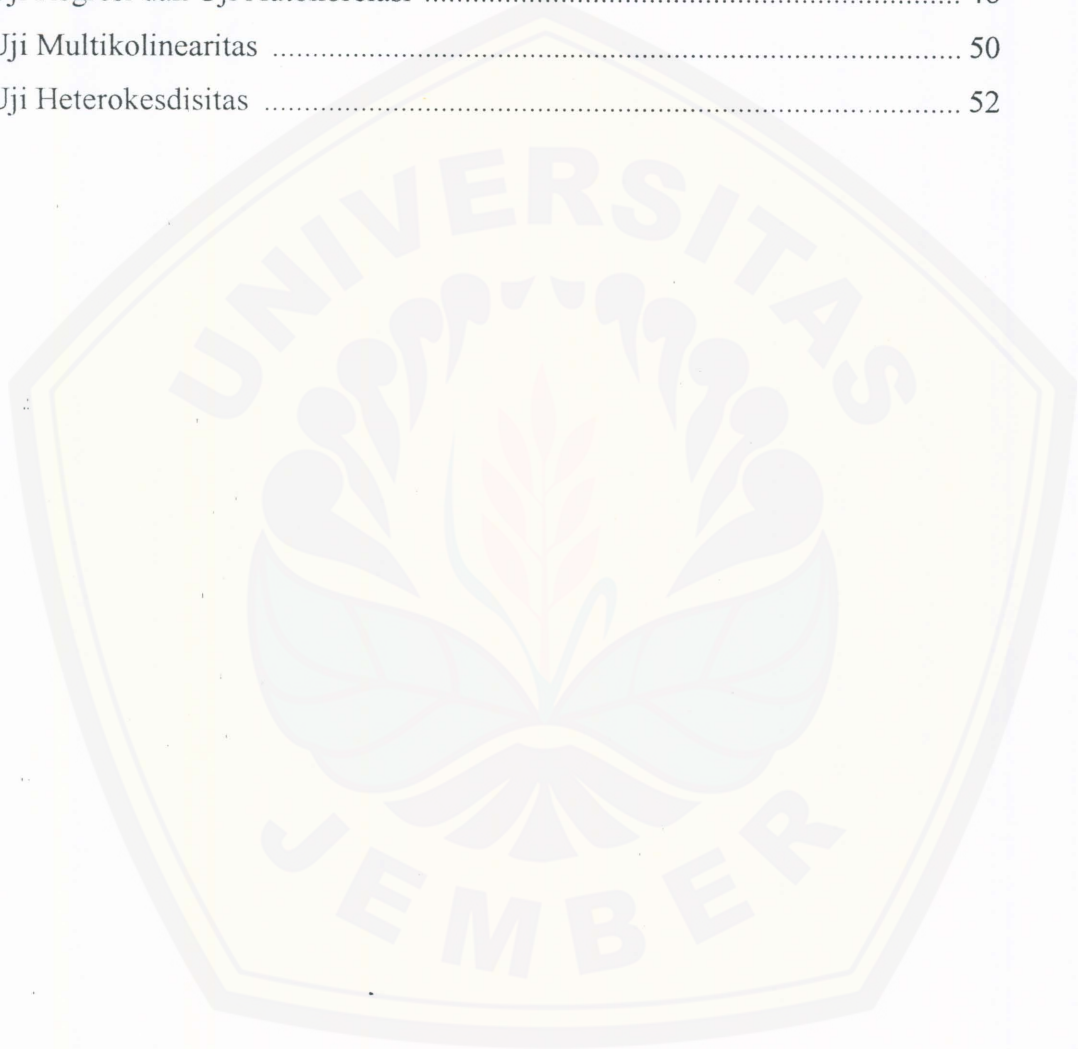 Uji Multikolinearitas .......... 50
Uji Heterokesdisitas .......... 52
UNIVERSITAS
JEMBER